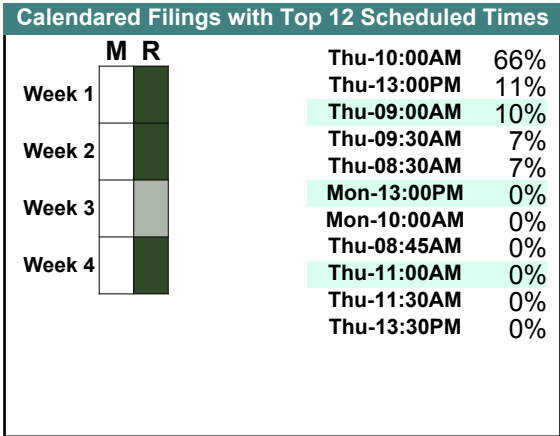 Calendared Filings with Top 12 Scheduled Times
M R
Week 1
Week 2
Week 3
Week 4
Thu-10:00AM 66%
Thu-13:00PM 11%
Thu-09:00AM 10%
Thu-09:30AM 7%
Thu-08:30AM 7%
Mon-13:00PM 0%
Mon-10:00AM 0%
Thu-08:45AM 0%
Thu-11:00AM 0%
Thu-11:30AM 0%
Thu-13:30PM 0%